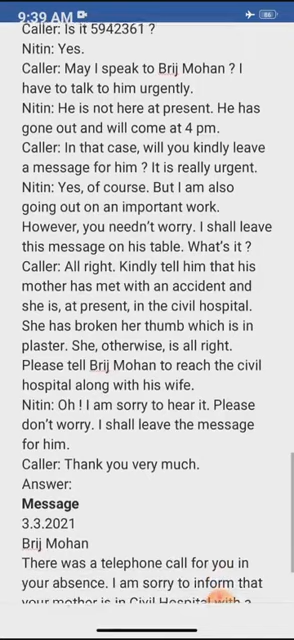 9:39 AM
Caller: Is it 5942361 ?
Nitin: Yes.
Caller: May I speak to Brij Mohan ? I
have to talk to him urgently.
Nitin: He is not here at present. He has
gone out and will come at 4 pm.
Caller: In that case, will you kindly leave
a message for him ? It is really urgent.
Nitin: Yes, of course. But I am also
going out on an important work.
However, you needn't worry. I shall leave
this message on his table. What's it ?
Caller: All right. Kindly tell him that his
mother has met with an accident and
she is, at present, in the civil hospital.
She has broken her thumb which is in
plaster. She, otherwise, is all right.
Please tell Brij Mohan to reach the civil
hospital along with his wife.
Nitin: Oh ! I am sorry to hear it. Please
don't worry. I shall leave the message
for him.
Caller: Thank you very much.
Answer:
Message
3.3.2021
Brij Mohan
There was a telephone call for you in
your absence. I am sorry to inform that
your mother is in Civil Hospital with a